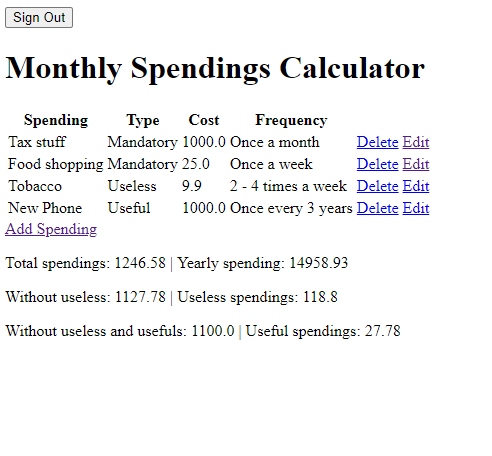 Sign Out
Monthly Spendings Calculator
Spending Type Cost Frequency
Tax stuff Mandatory 1000.0 Once a month Delete Edit
Food shopping Mandatory 25.0 Once a week Delete Edit
Tobacco Useless 9.9 2 - 4 times a week Delete Edit
New Phone Useful 1000.0 Once every 3 years Delete Edit
Add Spending
Total spendings: 1246.58 | Yearly spending: 14958.93
Without useless: 1127.78 | Useless spendings: 118.8
Without useless and usefuls: 1100.0 | Useful spendings: 27.78